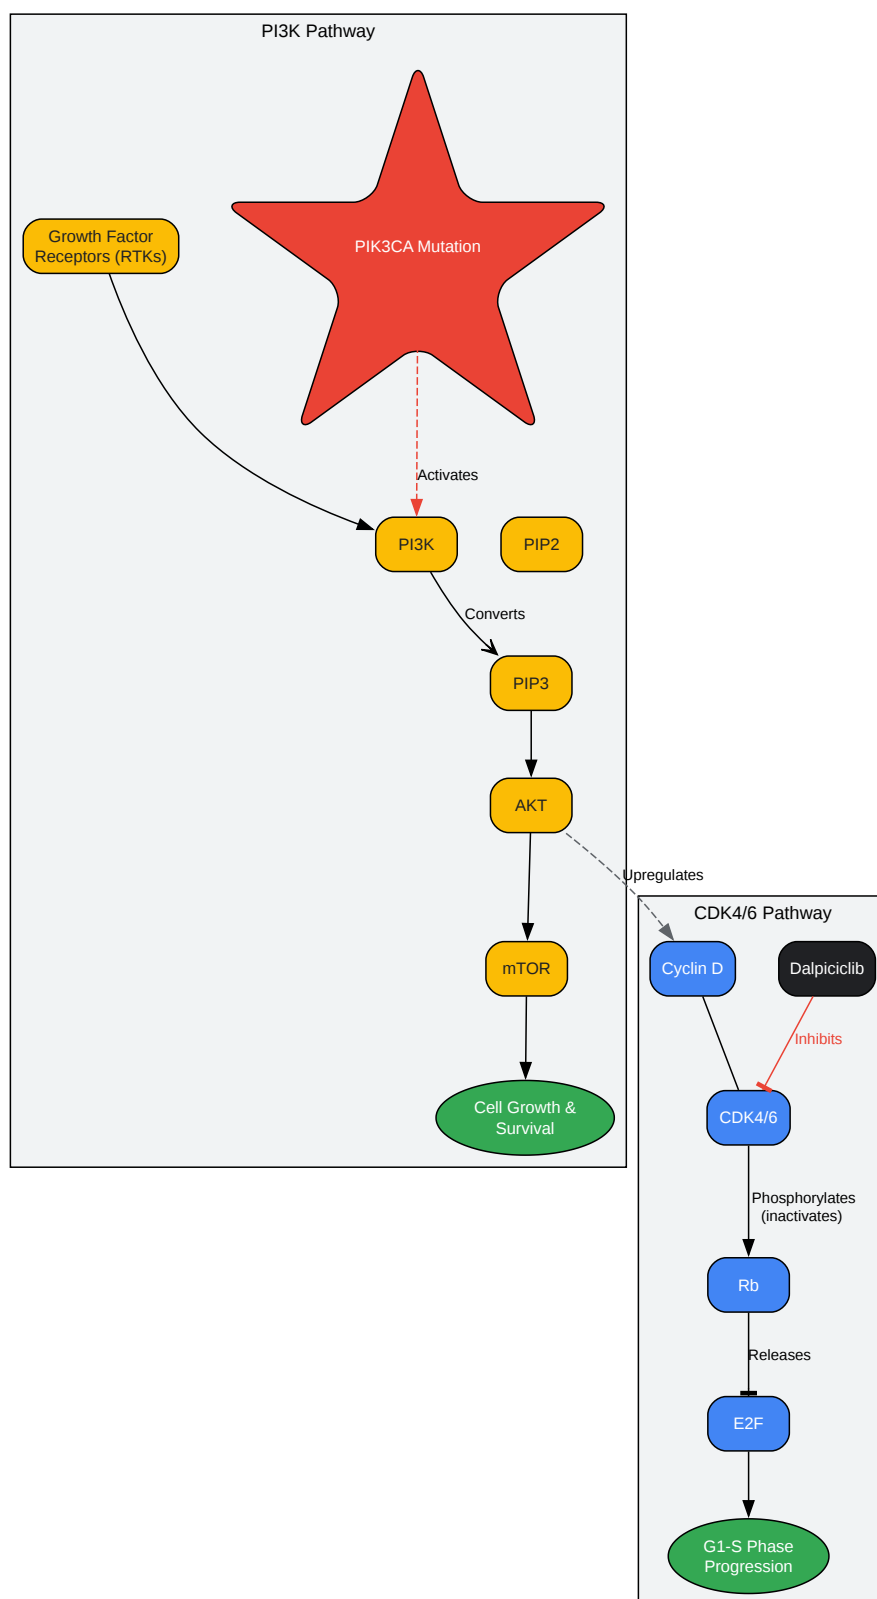 PI3K Pathway
PIK3CA Mutation
Growth Factor
Receptors (RTKs)
Activates
PI3K
PIP2
Converts
PIP3
AKT
Upregulates
mTOR
Cell Growth &
Survival
CDK4/6 Pathway
Cyclin D
Dalpiciclib
Inhibits
CDK4/6
Phosphorylates
(inactivates)
Rb
Releases
E2F
G1-S Phase
Progression